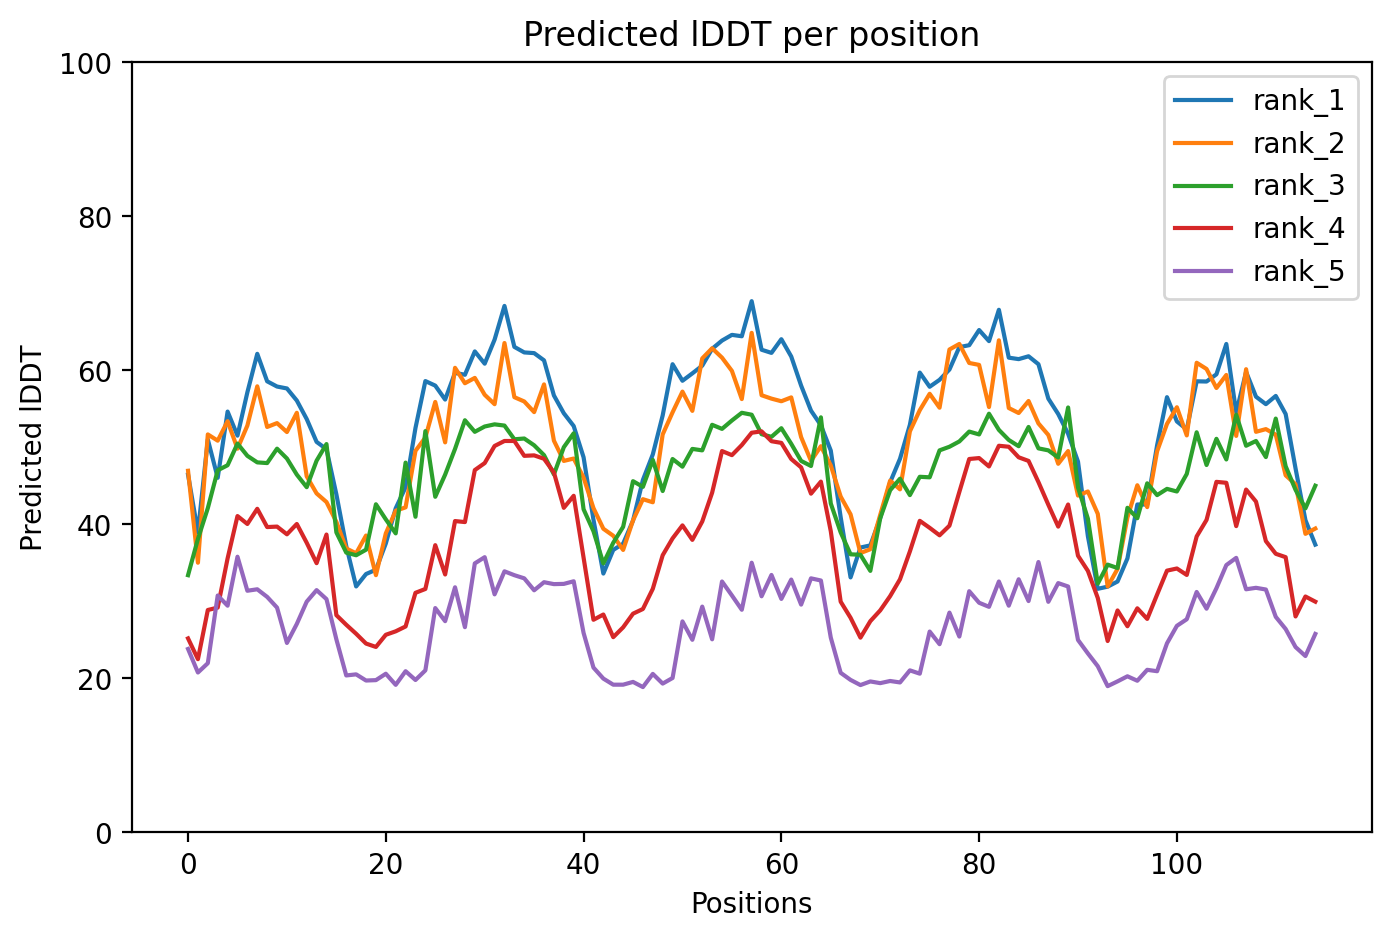 Predicted lDDT per position
Predicted lDDT
100
80
60
40
20
0
0 20 40 60 80 100
Positions
rank_1
rank_2
rank_3
rank_4
rank_5